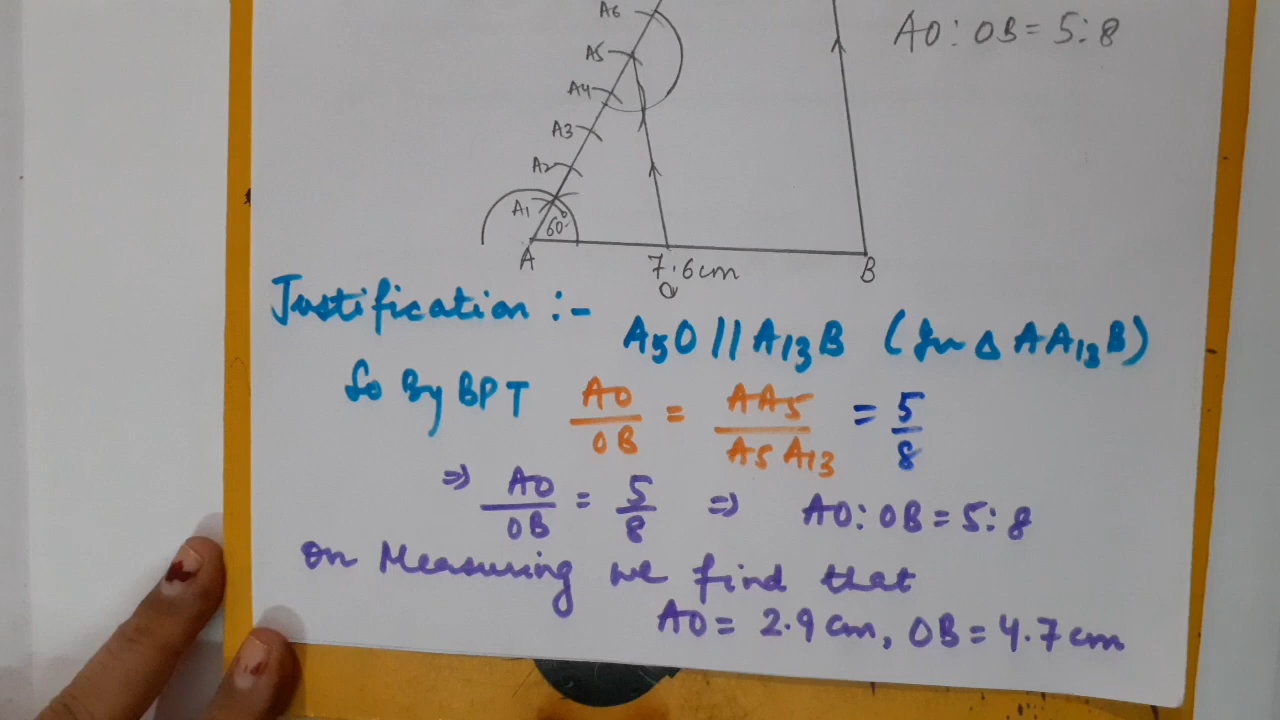 A6
AO : OB = 5 : 8
A5
A4
A3
A2
A1
60°
A
7.6cm
B
O
Justification :-
A5O || A13B (In △ AA13B)
So By BPT AO/OB = AA5/A5A13 = 5/8
⇒ AO/OB = 5/8 ⇒ AO : OB = 5 : 8
On Measuring we find that
AO = 2.9 cm, OB = 4.7 cm